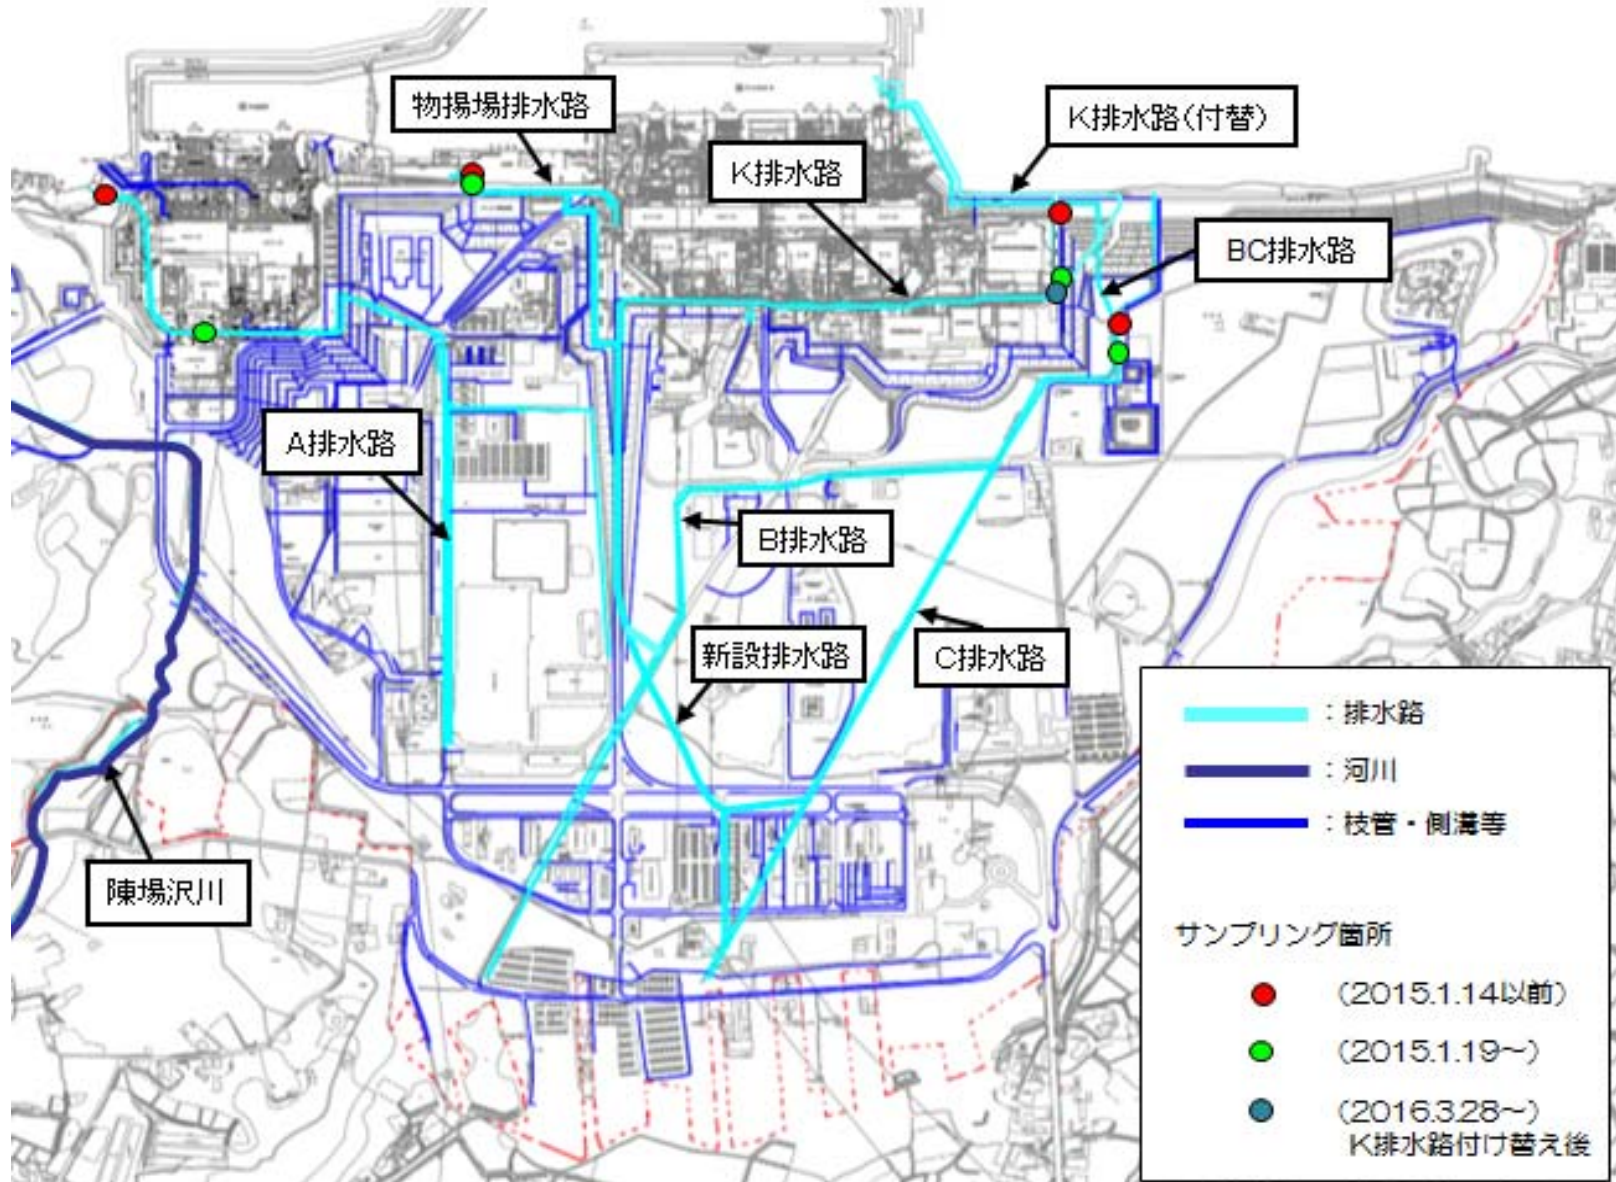 物揚場排水路
K排水路(付替)
K排水路
BC排水路
A排水路
B排水路
新設排水路
C排水路
陳場沢川
:排水路
:河川
:枝管・側溝等
サンプリング箇所
(2015.1.14以前)
(2015.1.19~)
(2016.3.28~)
K排水路付け替え後